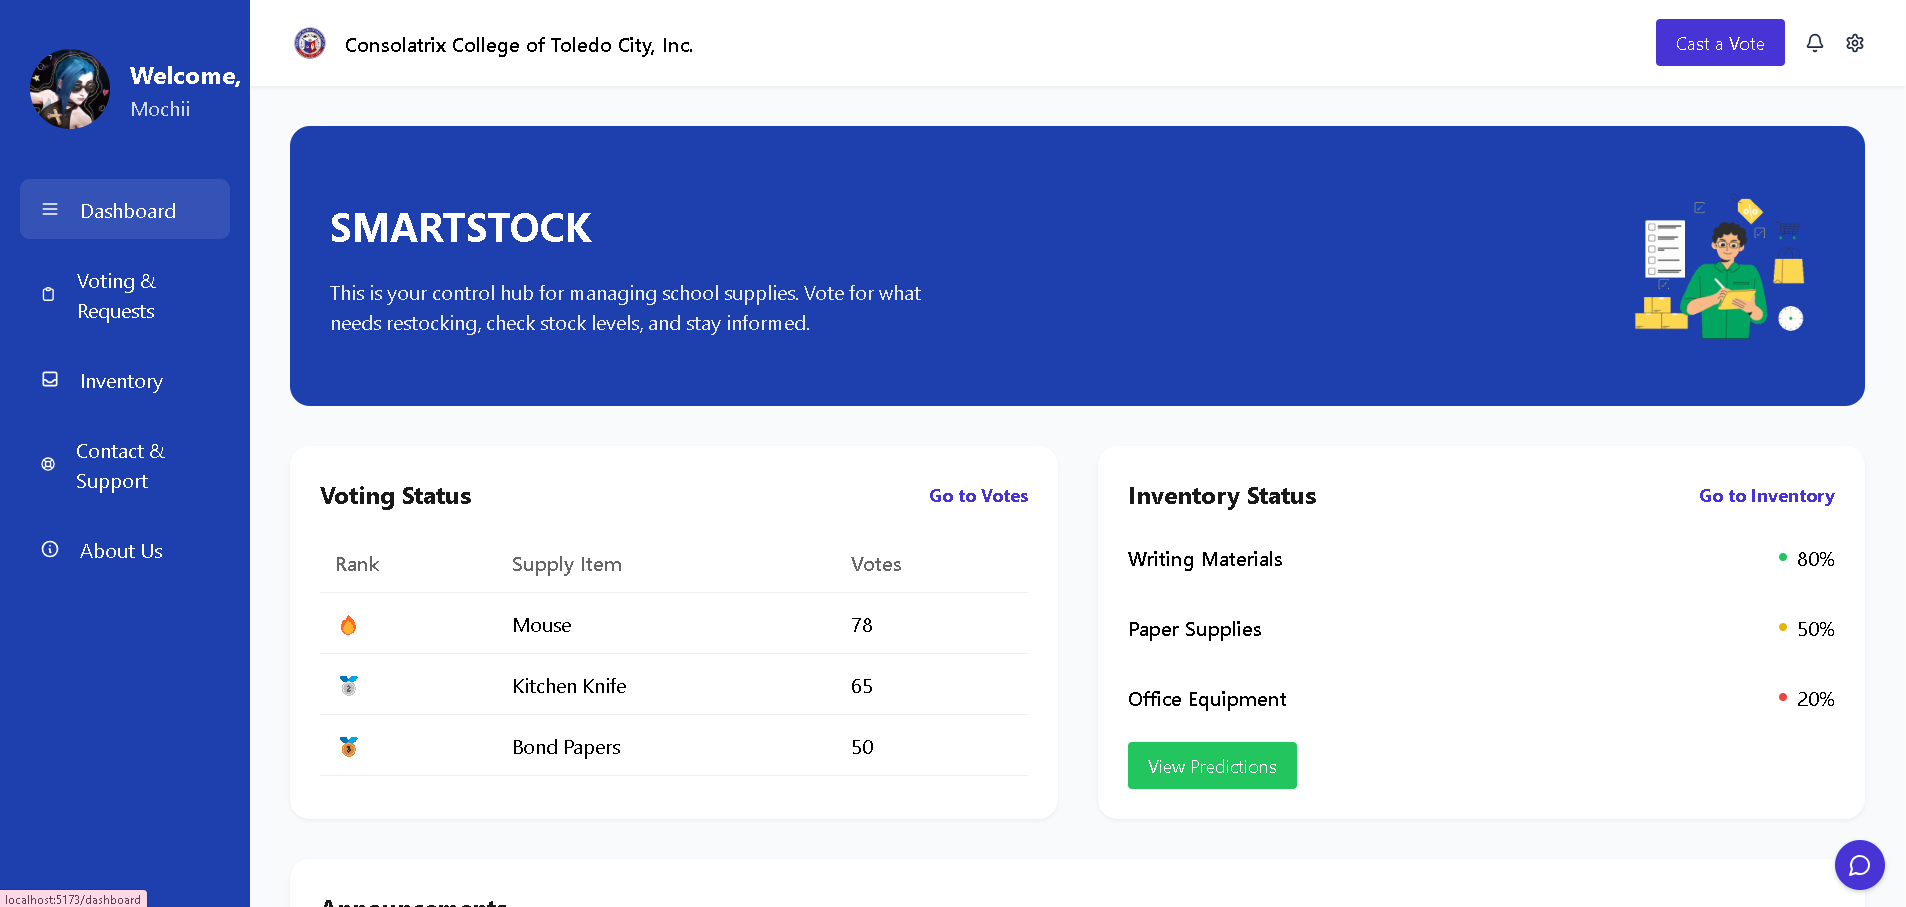 Welcome,
Mochii
Dashboard
Voting &
Requests
Inventory
Contact &
Support
About Us
localhost:5173/dashboard
Consolatrix College of Toledo City, Inc.
Cast a Vote
SMARTSTOCK
This is your control hub for managing school supplies. Vote for what
needs restocking, check stock levels, and stay informed.
Voting Status
Go to Votes
Rank Supply Item Votes
Mouse 78
2 Kitchen Knife 65
3 Bond Papers 50
Inventory Status
Go to Inventory
Writing Materials 80%
Paper Supplies 50%
Office Equipment 20%
View Predictions
Announcements